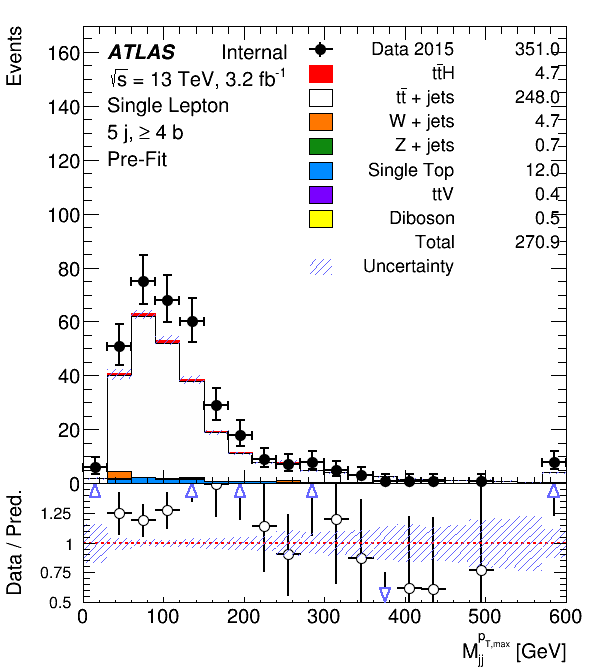 Events
160
140
120
100
80
60
40
20
0
ATLAS Internal
√s = 13 TeV, 3.2 fb⁻¹
Single Lepton
5 j, ≥ 4 b
Pre-Fit
Data 2015 351.0
tt̄H 4.7
tt̄ + jets 248.0
W + jets 4.7
Z + jets 0.7
Single Top 12.0
ttV 0.4
Diboson 0.5
Total 270.9
Uncertainty
Data / Pred.
1.25
1
0.75
0.5
0 100 200 300 400 500 600
M_jj^{p_T,max} [GeV]